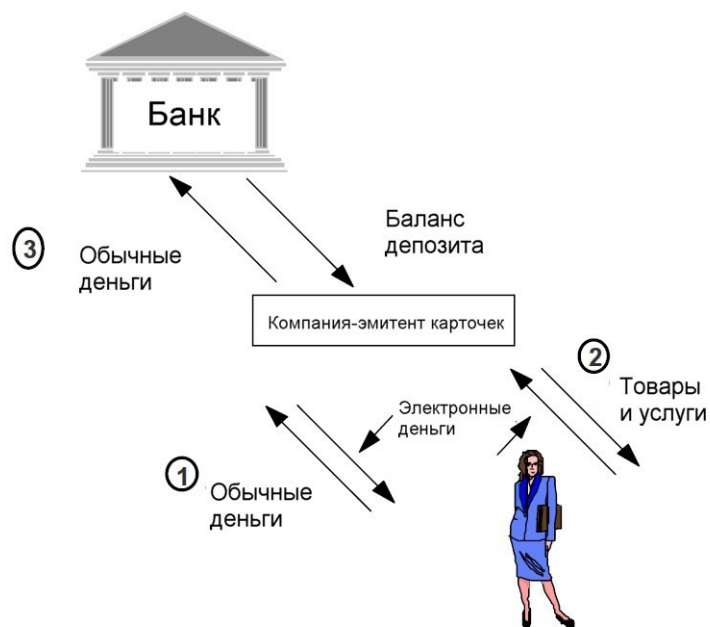 Банк
Баланс
депозита
3
Обычные
деньги
Компания-эмитент карточек
2
Товары
и услуги
Электронные
деньги
1
Обычные
деньги